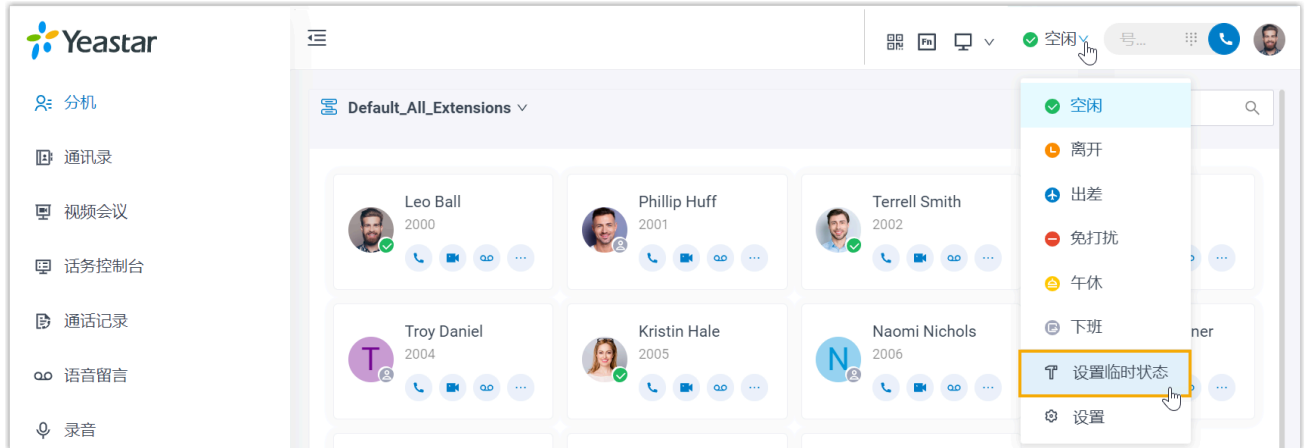 Yeastar
Fn
空闲
号...
分机
通讯录
视频会议
话务控制台
通话记录
语音留言
录音
Default_All_Extensions
Leo Ball
2000
Phillip Huff
2001
Terrell Smith
2002
T
Troy Daniel
2004
Kristin Hale
2005
N
Naomi Nichols
2006
ner
空闲
离开
出差
免打扰
午休
下班
设置临时状态
设置